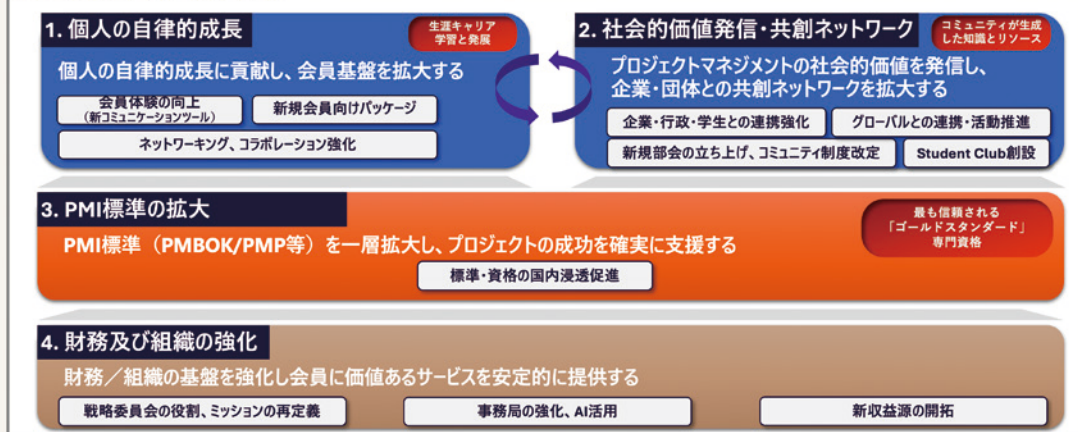 1. 個人の自律的成長
生涯キャリア
学習と発展
個人の自律的成長に貢献し、会員基盤を拡大する
会員体験の向上
（新コミュニケーションツール）
新規会員向けパッケージ
ネットワーキング、コラボレーション強化
2. 社会的価値発信・共創ネットワーク
コミュニティが生成
した知識とリソース
プロジェクトマネジメントの社会的価値を発信し、
企業・団体との共創ネットワークを拡大する
企業・行政・学生との連携強化
グローバルとの連携・活動推進
新規部会の立ち上げ、コミュニティ制度改定
Student Club創設
3. PMI標準の拡大
最も信頼される
「ゴールドスタンダード」
専門資格
PMI標準（PMBOK/PMP等）を一層拡大し、プロジェクトの成功を確実に支援する
標準・資格の国内浸透促進
4. 財務及び組織の強化
財務／組織の基盤を強化し会員に価値あるサービスを安定的に提供する
戦略委員会の役割、ミッションの再定義
事務局の強化、AI活用
新収益源の開拓